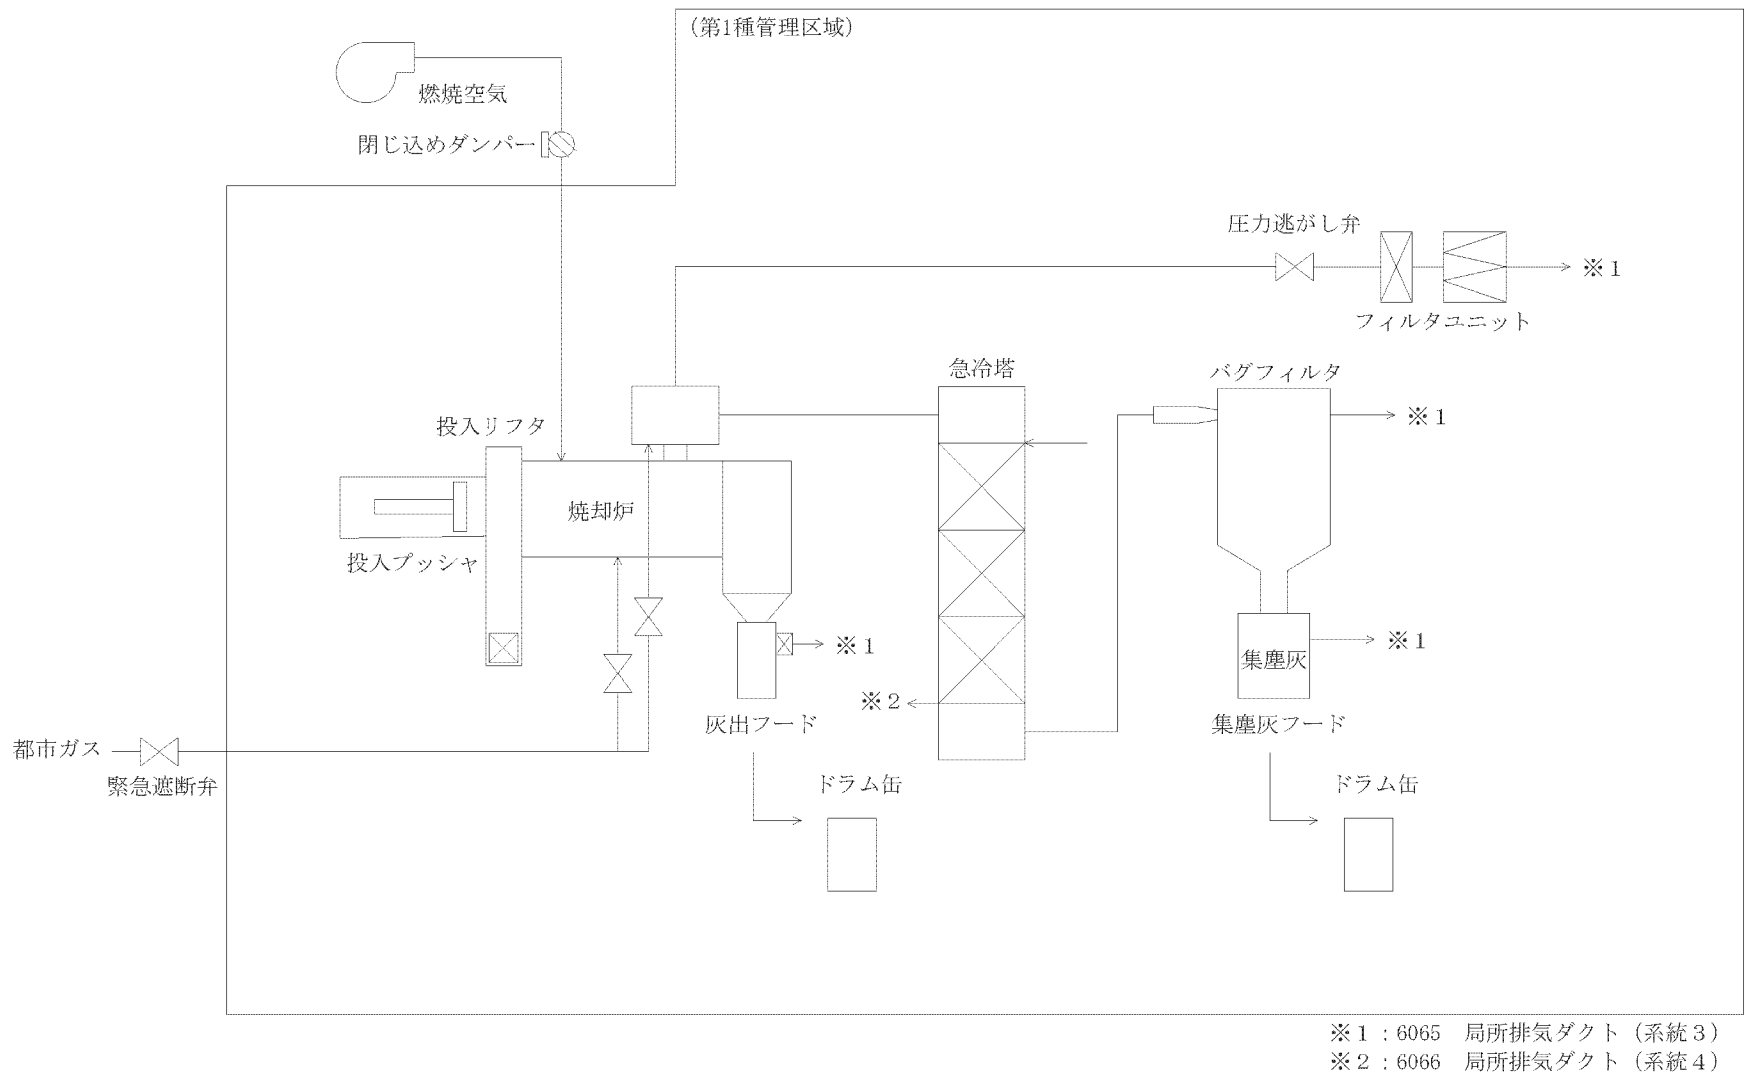 （第1種管理区域）
燃焼空気
閉じ込めダンパー
圧力逃がし弁
※１
フィルタユニット
急冷塔
バグフィルタ
※１
投入リフタ
焼却炉
投入プッシャ
※１
※１
集塵灰
※２
灰出フード
集塵灰フード
都市ガス
緊急遮断弁
ドラム缶
ドラム缶
※１：6065　局所排気ダクト（系統３）
※２：6066　局所排気ダクト（系統４）